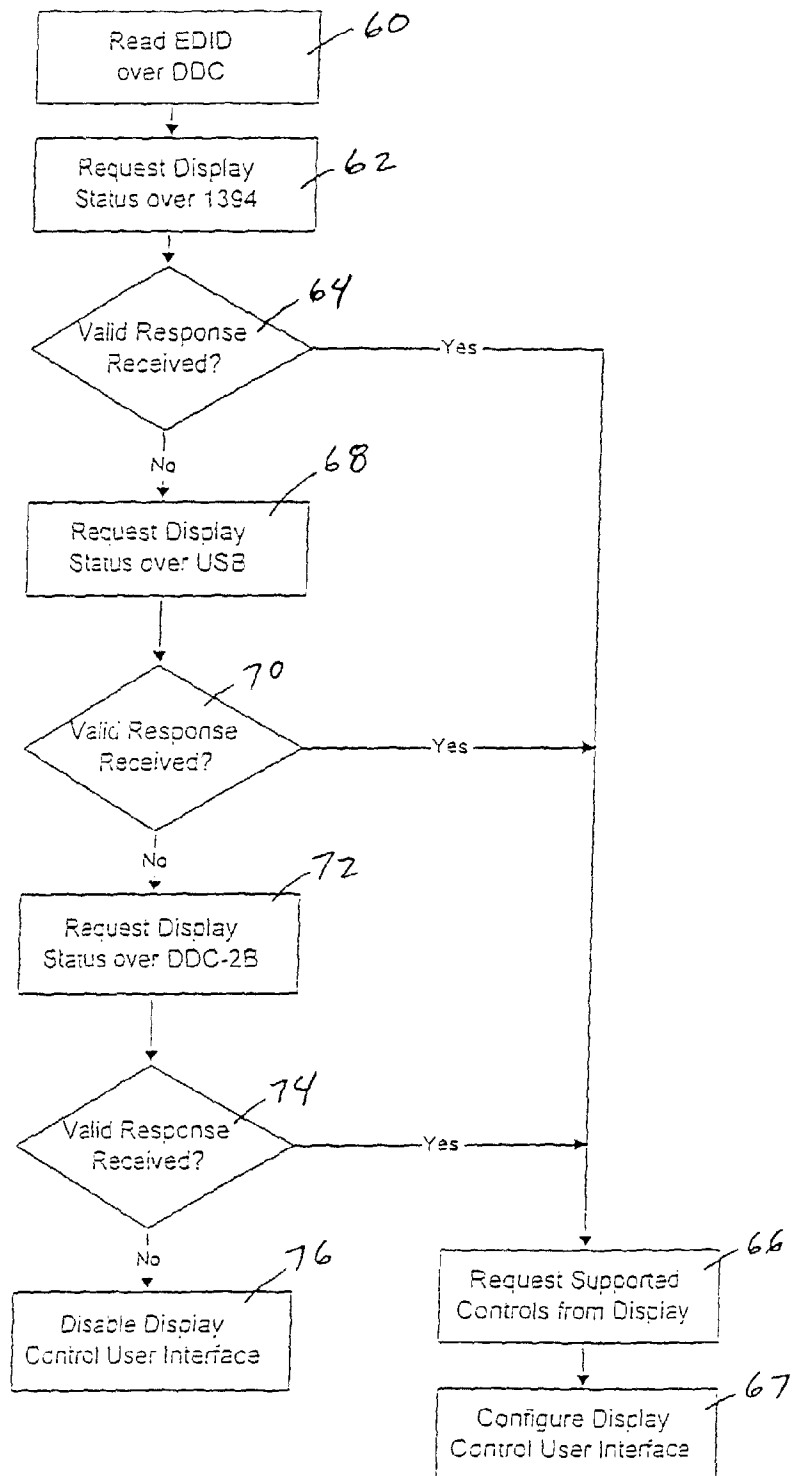 Read EDID
over DDC
60
Request Display
Status over 1394
62
Valid Response
Received?
64
Yes
No
Request Display
Status over USB
68
Valid Response
Received?
70
Yes
No
Request Display
Status over DDC-2B
72
Valid Response
Received?
74
Yes
No
Disable Display
Control User Interface
76
Request Supported
Controls from Display
66
Configure Display
Control User Interface
67